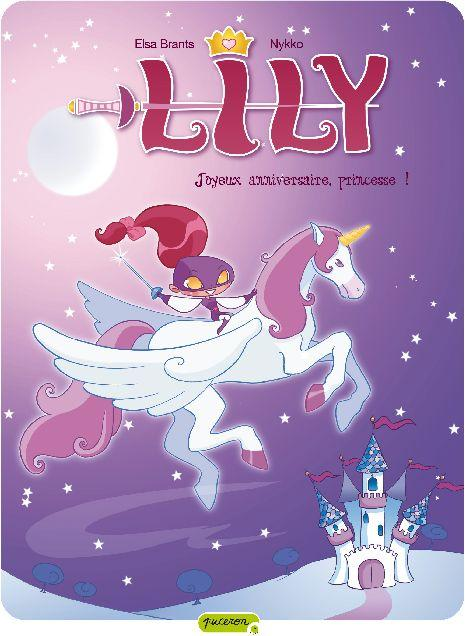 Elsa Brants Nykko
LiLY
Joyeux anniversaire, princesse !
Puceron